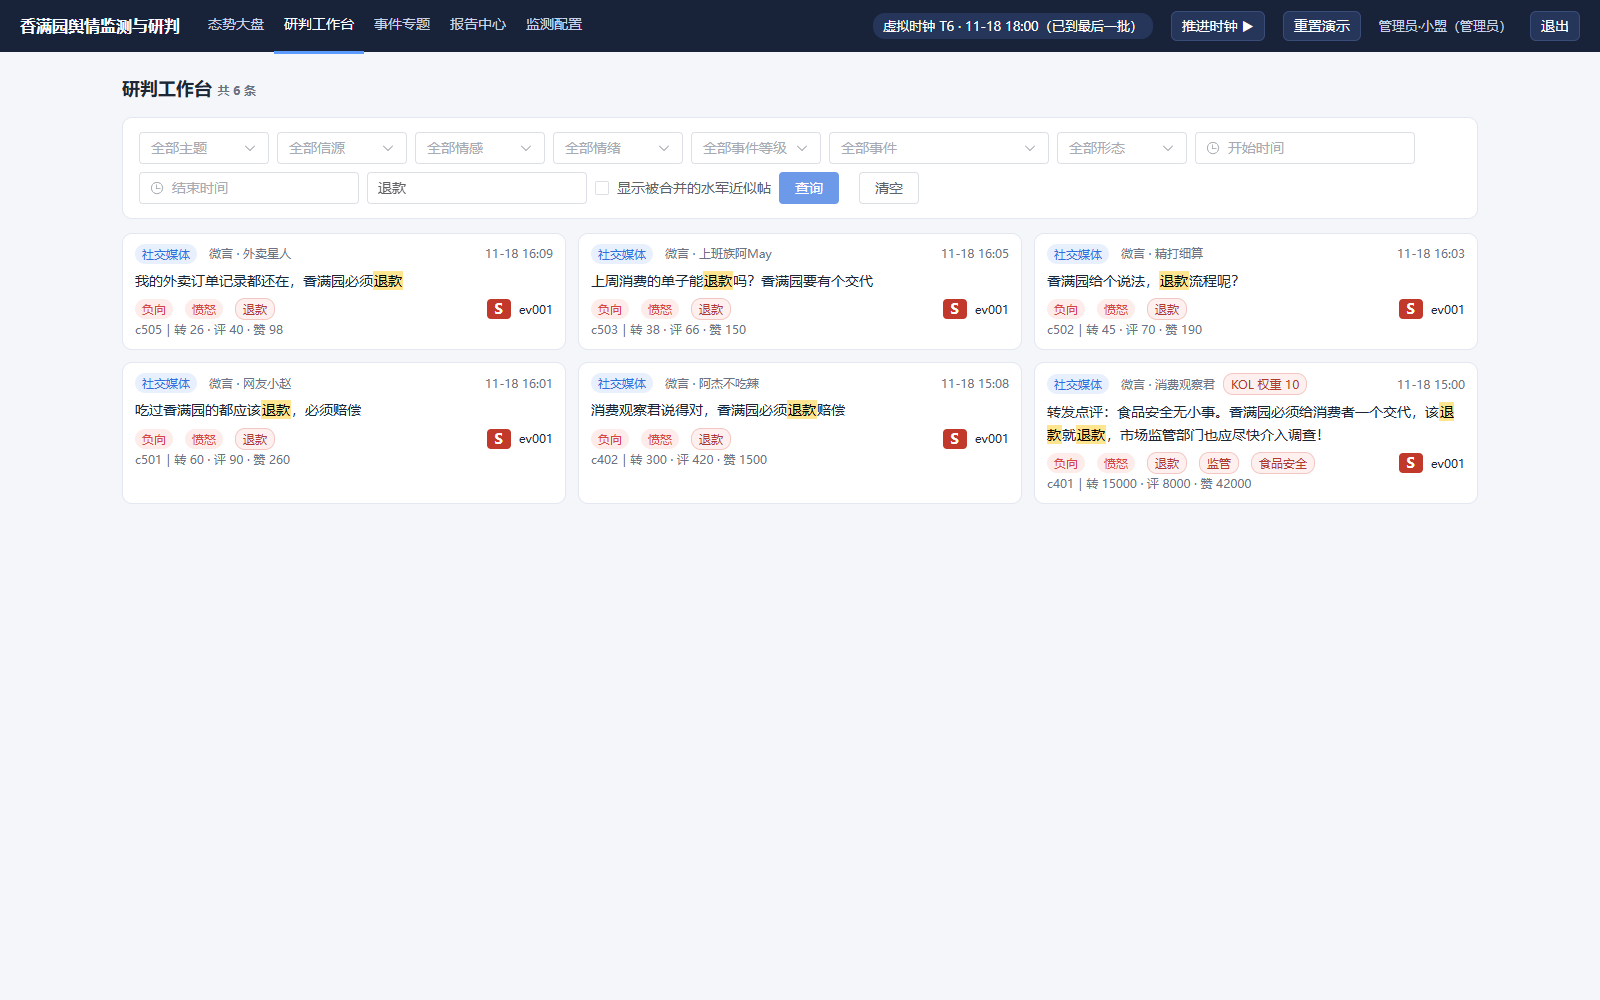 香满园舆情监测与研判 态势大盘 研判工作台 事件专题 报告中心 监测配置 虚拟时钟 T6 · 11-18 18:00（已到最后一批） 推进时钟 ▶ 重置演示 管理员·小盟（管理员） 退出
研判工作台 共 6 条
全部主题 全部信源 全部情感 全部情绪 全部事件等级 全部事件 全部形态 开始时间
结束时间 退款 显示被合并的水军近似帖 查询 清空
社交媒体 微言 · 外卖星人 11-18 16:09
我的外卖订单记录都还在，香满园必须退款
负向 愤怒 退款 S ev001
c505 | 转 26 · 评 40 · 赞 98
社交媒体 微言 · 上班族阿May 11-18 16:05
上周消费的单子能退款吗？香满园要有个交代
负向 愤怒 退款 S ev001
c503 | 转 38 · 评 66 · 赞 150
社交媒体 微言 · 精打细算 11-18 16:03
香满园给个说法，退款流程呢？
负向 愤怒 退款 S ev001
c502 | 转 45 · 评 70 · 赞 190
社交媒体 微言 · 网友小赵 11-18 16:01
吃过香满园的都应该退款，必须赔偿
负向 愤怒 退款 S ev001
c501 | 转 60 · 评 90 · 赞 260
社交媒体 微言 · 阿杰不吃辣 11-18 15:08
消费观察君说得对，香满园必须退款赔偿
负向 愤怒 退款 S ev001
c402 | 转 300 · 评 420 · 赞 1500
社交媒体 微言 · 消费观察君 KOL 权重 10 11-18 15:00
转发点评：食品安全无小事。香满园必须给消费者一个交代，该退
款就退款，市场监管部门也应尽快介入调查！
负向 愤怒 退款 监管 食品安全 S ev001
c401 | 转 15000 · 评 8000 · 赞 42000